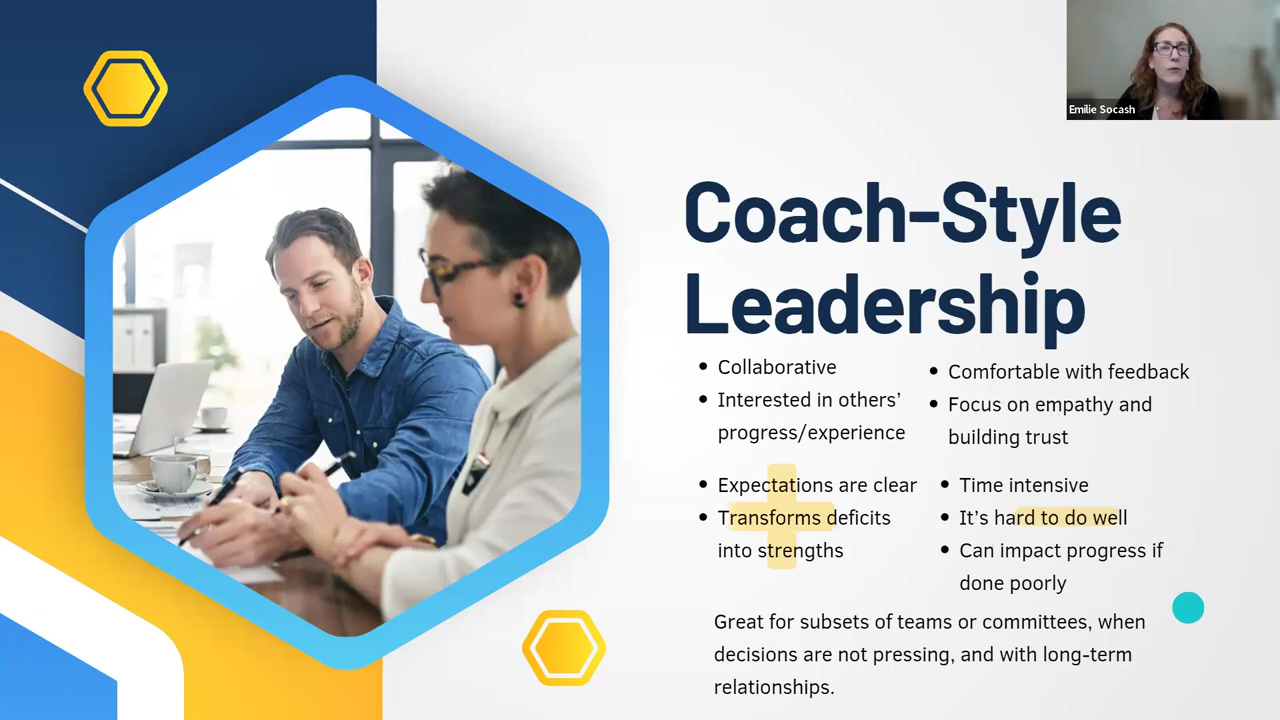 Emilie Socash
Coach-Style
Leadership
• Collaborative
• Interested in others’
progress/experience
• Comfortable with feedback
• Focus on empathy and
building trust
• Expectations are clear
• Transforms deficits
into strengths
• Time intensive
• It’s hard to do well
• Can impact progress if
done poorly
Great for subsets of teams or committees, when
decisions are not pressing, and with long-term
relationships.